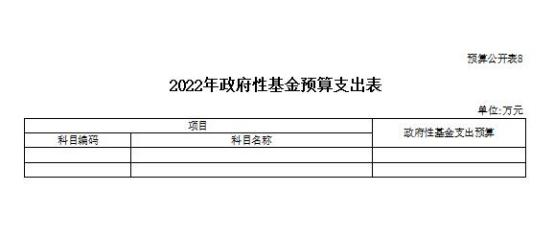 预算公开表8
2022年政府性基金预算支出表
单位:万元
项目
政府性基金支出预算
科目编码 科目名称